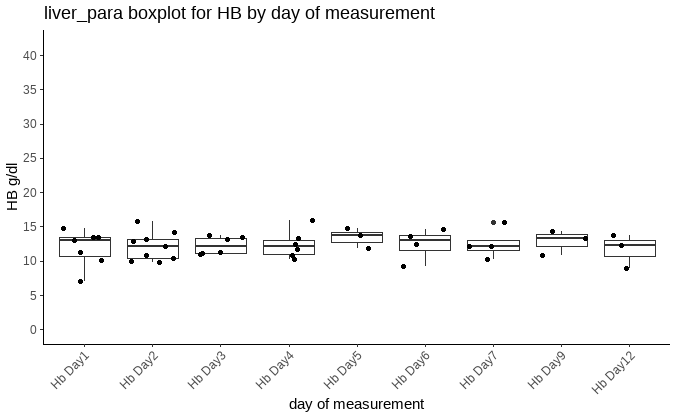 liver_para boxplot for HB by day of measurement
HB g/dl
40
35
30
25
20
15
10
5
0
Hb Day1
Hb Day2
Hb Day3
Hb Day4
Hb Day5
Hb Day6
Hb Day7
Hb Day9
Hb Day12
day of measurement